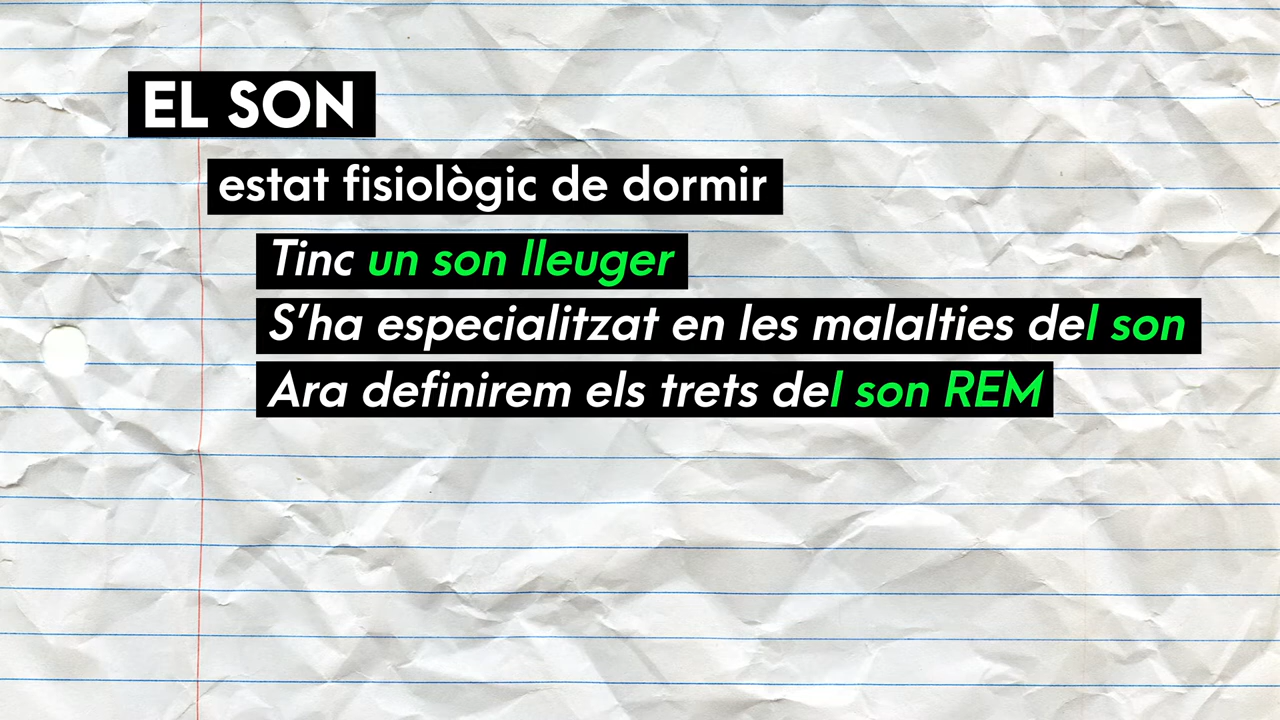 EL SON
estat fisiològic de dormir
Tinc un son lleuger
S’ha especialitzat en les malalties del son
Ara definirem els trets del son REM